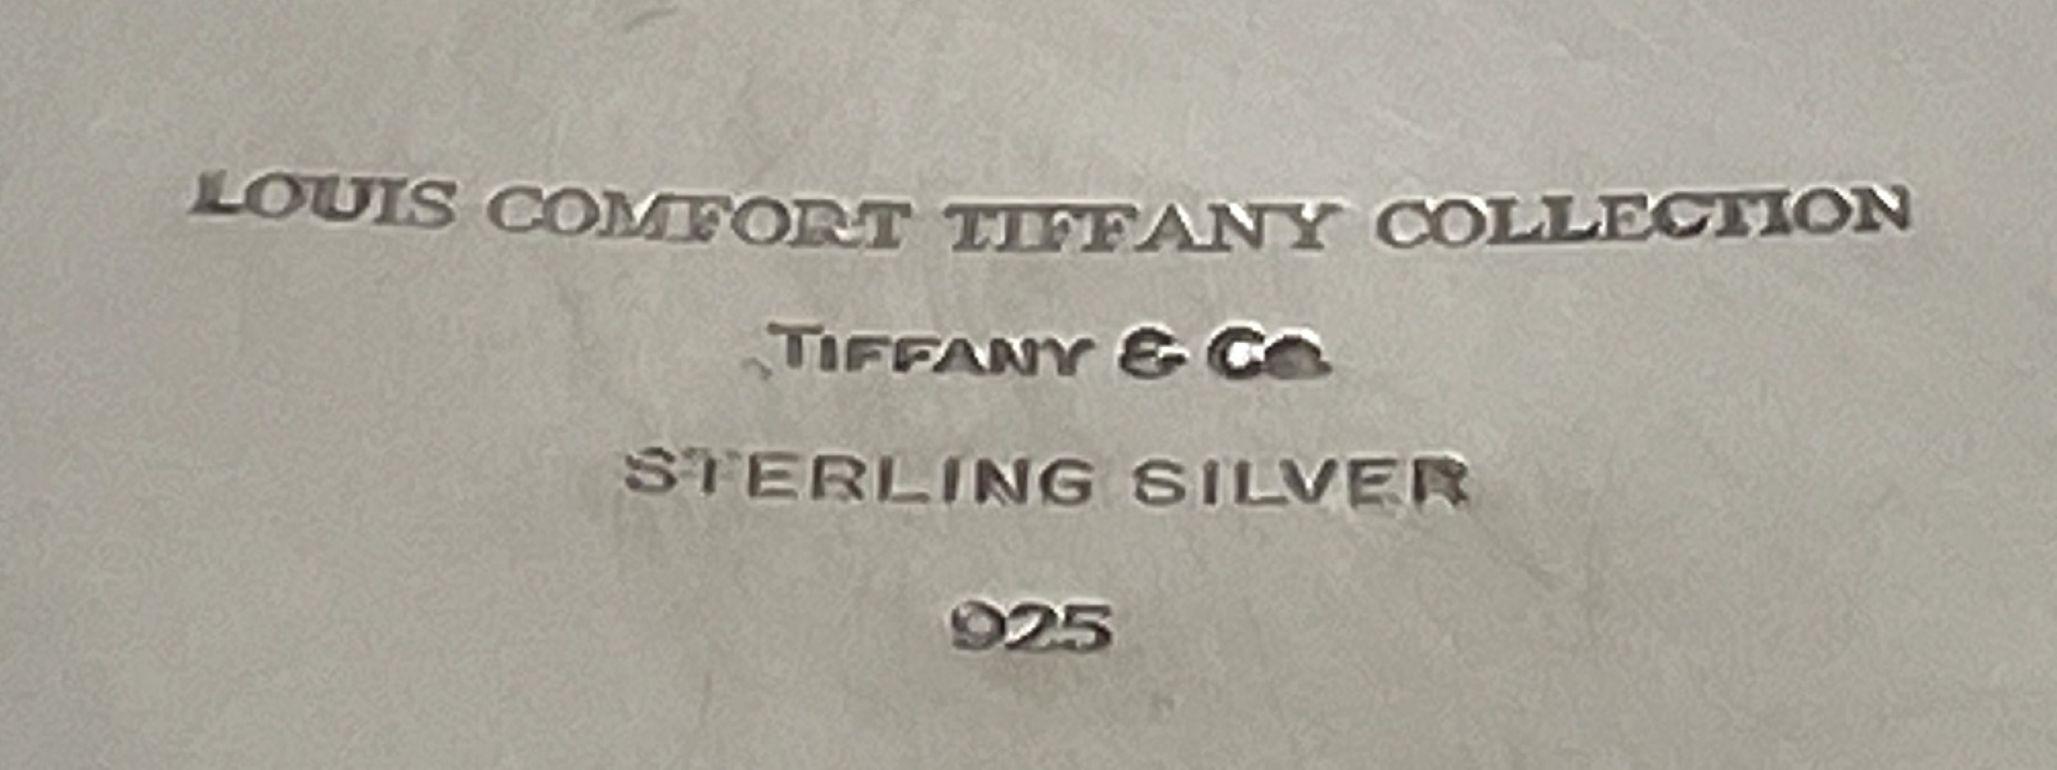 LOUIS COMFORT TIFFANY COLLECTION
TIFFANY & CO.
STERLING SILVER
925